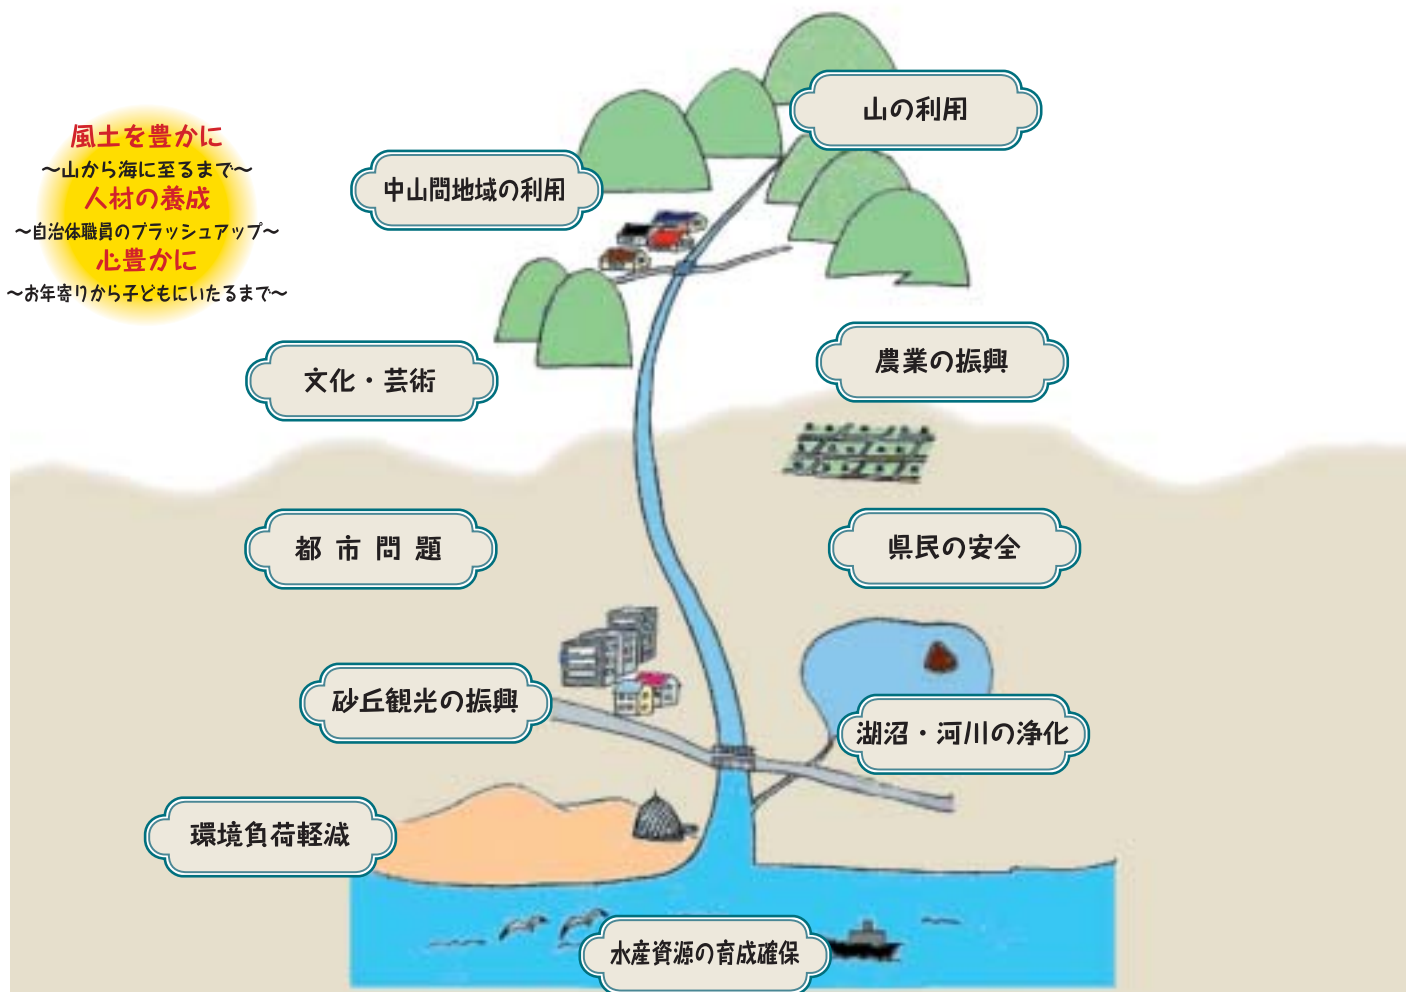 風土を豊かに
～山から海に至るまで～
人材の養成
～自治体職員のブラッシュアップ～
心豊かに
～お年寄りから子どもにいたるまで～
山の利用
中山間地域の利用
農業の振興
文化・芸術
都市問題
県民の安全
砂丘観光の振興
湖沼・河川の浄化
環境負荷軽減
水産資源の育成確保